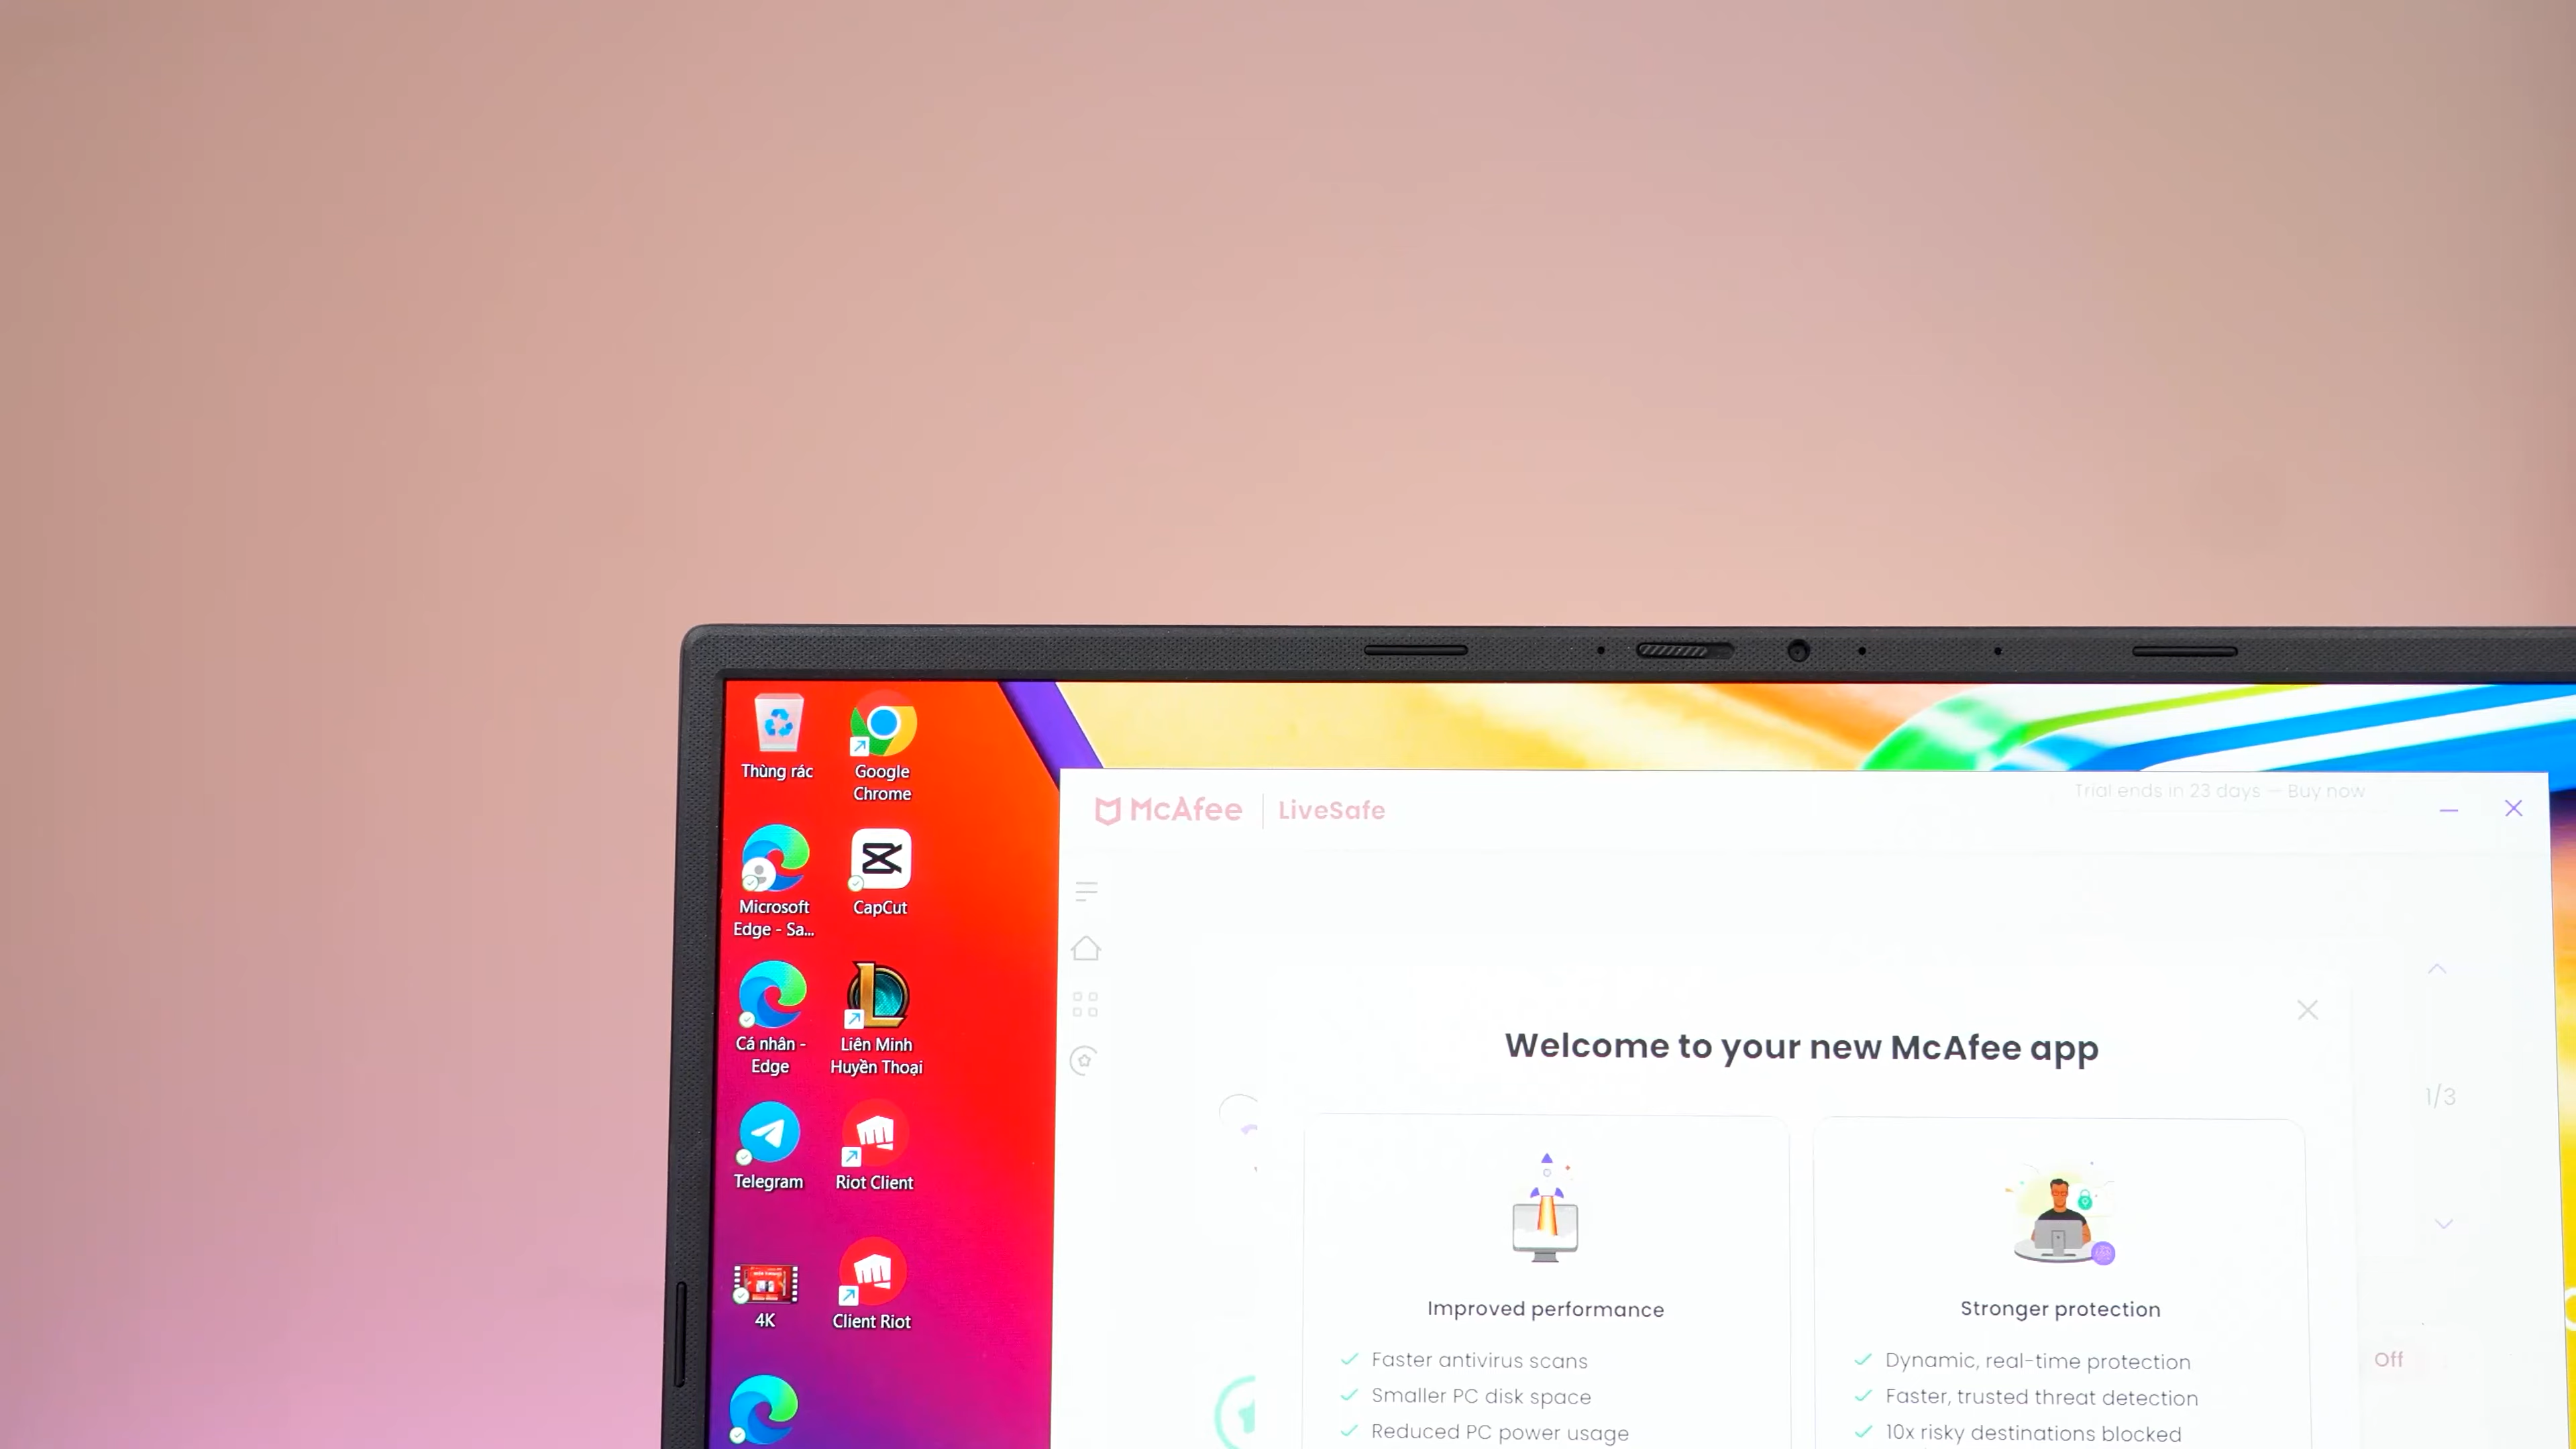 Thùng rác
Google
Chrome
Microsoft
Edge - Sa...
CapCut
Cá nhân -
Edge
Liên Minh
Huyền Thoại
Telegram
Riot Client
4K
Client Riot
McAfee | LiveSafe
Trial ends in 23 days — Buy now
Welcome to your new McAfee app
1/3
Improved performance
Faster antivirus scans
Smaller PC disk space
Reduced PC power usage
Stronger protection
Dynamic, real-time protection
Faster, trusted threat detection
10x risky destinations blocked
Off